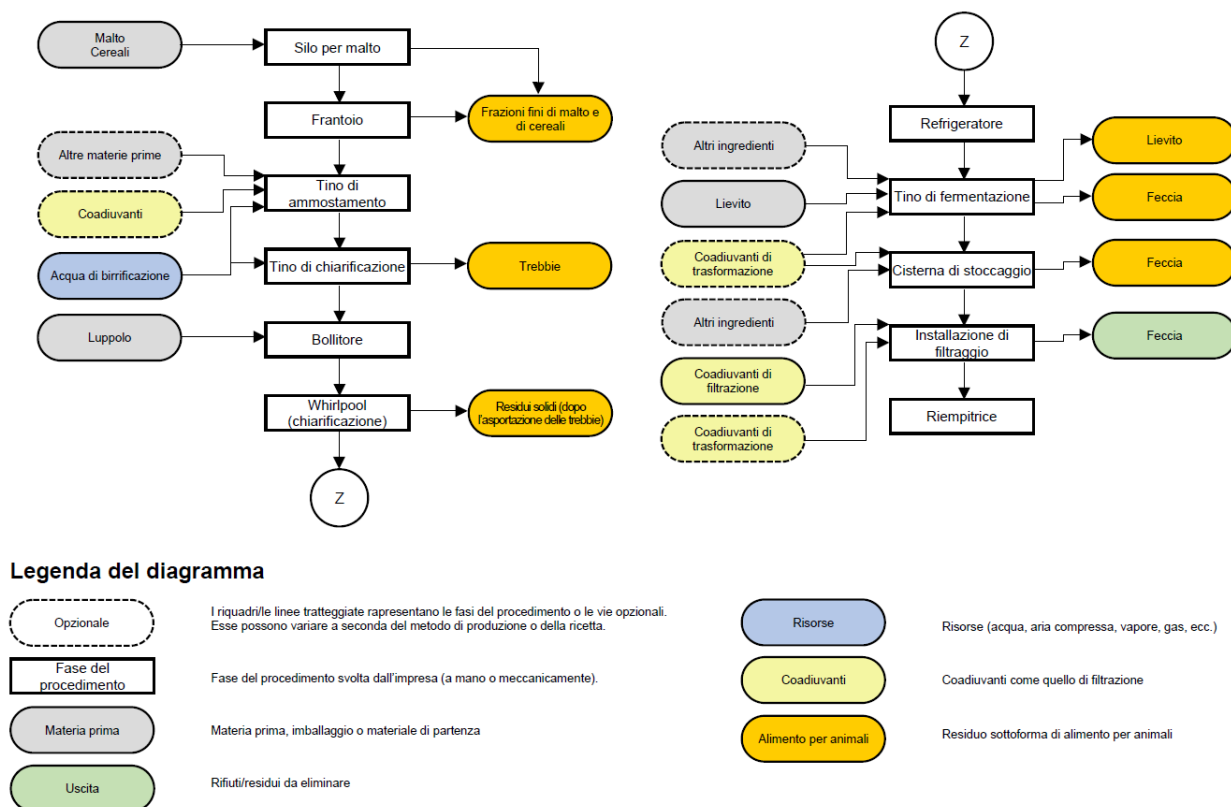 Malto
Cereali
Silo per malto
Frantoio
Frazioni fini di malto e
di cereali
Altre materie prime
Tino di
ammostamento
Coadiuvanti
Acqua di birrificazione
Tino di chiarificazione
Trebbie
Luppolo
Bollitore
Whirlpool
(chiarificazione)
Residui solidi (dopo
l'asportazione delle trebbie)
Z
Z
Refrigeratore
Altri ingredienti
Lievito
Lievito
Tino di fermentazione
Feccia
Coadiuvanti di
trasformazione
Cisterna di stoccaggio
Feccia
Altri ingredienti
Installazione di
filtraggio
Feccia
Coadiuvanti di
filtrazione
Riempitrice
Coadiuvanti di
trasformazione
Legenda del diagramma
Opzionale
I riquadri/le linee tratteggiate rapresentano le fasi del procedimento o le vie opzionali.
Esse possono variare a seconda del metodo di produzione o della ricetta.
Fase del
procedimento
Fase del procedimento svolta dall'impresa (a mano o meccanicamente).
Materia prima
Materia prima, imballaggio o materiale di partenza
Uscita
Rifiuti/residui da eliminare
Risorse
Risorse (acqua, aria compressa, vapore, gas, ecc.)
Coadiuvanti
Coadiuvanti come quello di filtrazione
Alimento per animali
Residuo sottoforma di alimento per animali